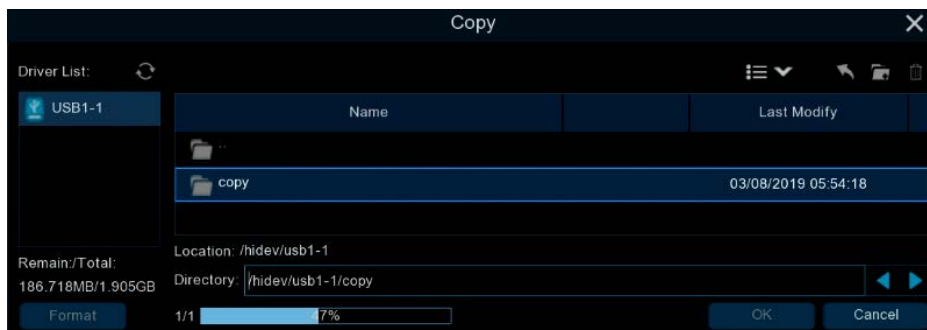 Copy
Driver List:
USB1-1
Name
Last Modify
..
copy
03/08/2019 05:54:18
Location: /hidev/usb1-1
Remain:/Total:
186.718MB/1.905GB
Directory: /hidev/usb1-1/copy
Format
1/1
47%
OK
Cancel